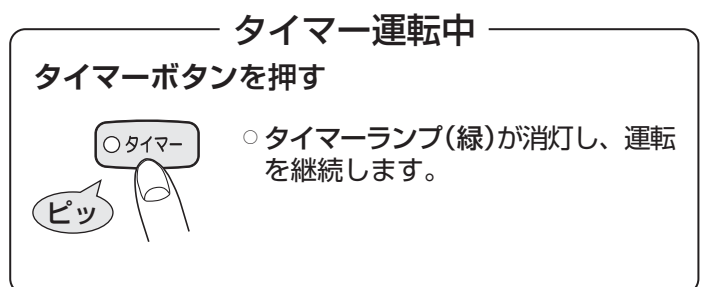 タイマー運転中
タイマーボタンを押す
○タイマー
○タイマーランプ(緑)が消灯し、運転
を継続します。
ピッ